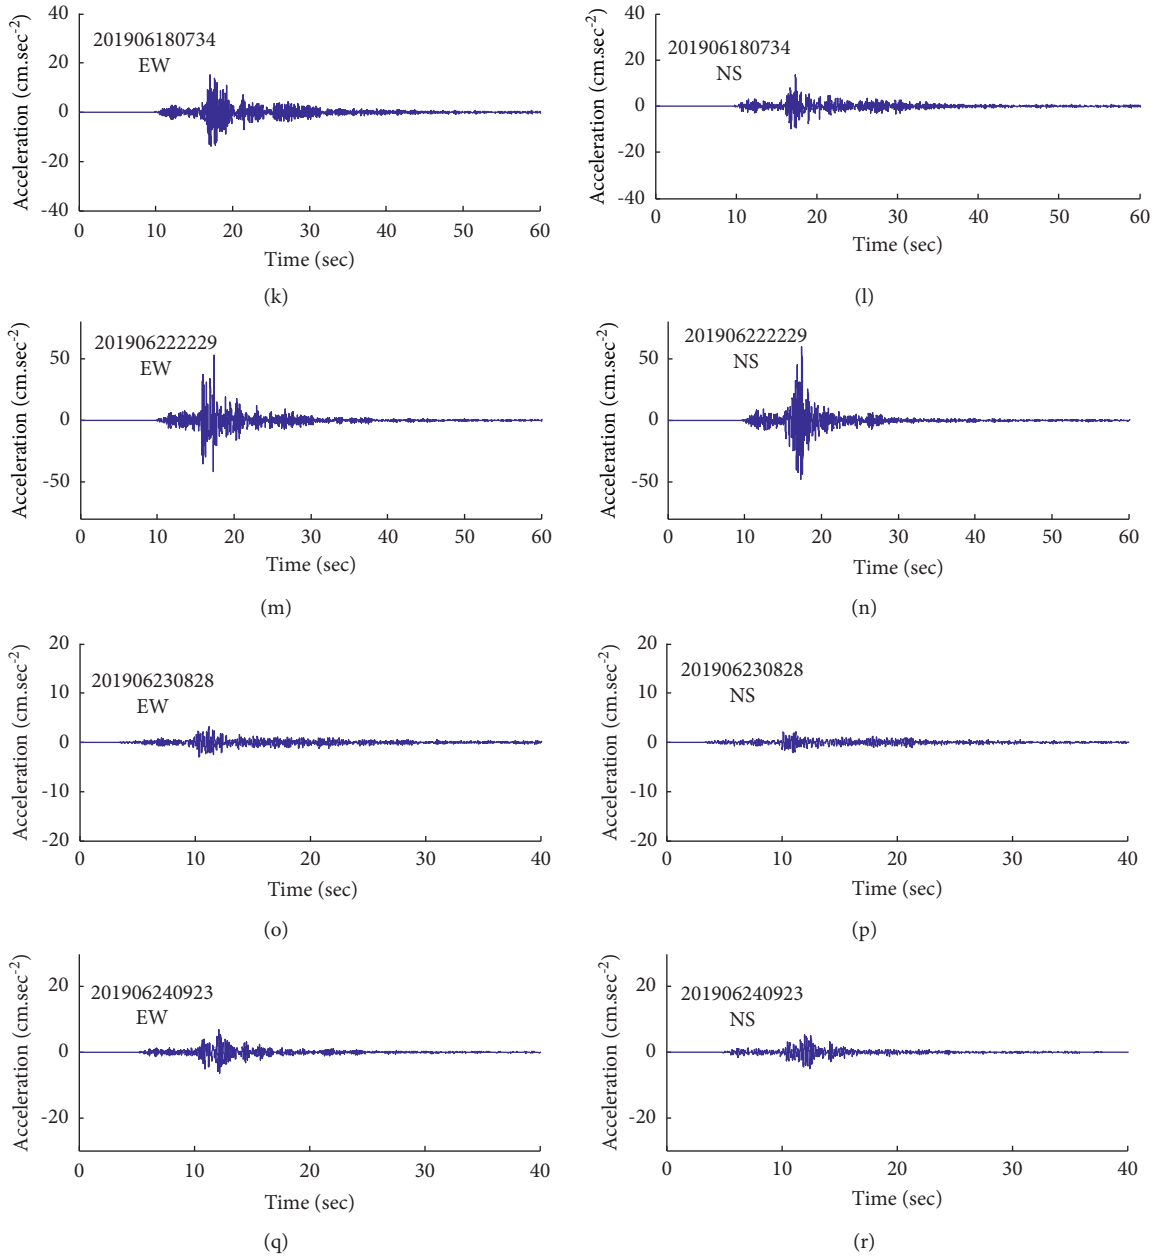 40
20
0
-20
-40
Acceleration (cm.sec-2)
201906180734
EW
0 10 20 30 40 50 60
Time (sec)
(k)
40
20
0
-20
-40
Acceleration (cm.sec-2)
201906180734
NS
0 10 20 30 40 50 60
Time (sec)
(l)
50
0
-50
Acceleration (cm.sec-2)
201906222229
EW
0 10 20 30 40 50 60
Time (sec)
(m)
50
0
-50
Acceleration (cm.sec-2)
201906222229
NS
0 10 20 30 40 50 60
Time (sec)
(n)
20
10
0
-10
-20
Acceleration (cm.sec-2)
201906230828
EW
0 10 20 30 40
Time (sec)
(o)
20
10
0
-10
-20
Acceleration (cm.sec-2)
201906230828
NS
0 10 20 30 40
Time (sec)
(p)
20
0
-20
Acceleration (cm.sec-2)
201906240923
EW
0 10 20 30 40
Time (sec)
(q)
20
0
-20
Acceleration (cm.sec-2)
201906240923
NS
0 10 20 30 40
Time (sec)
(r)